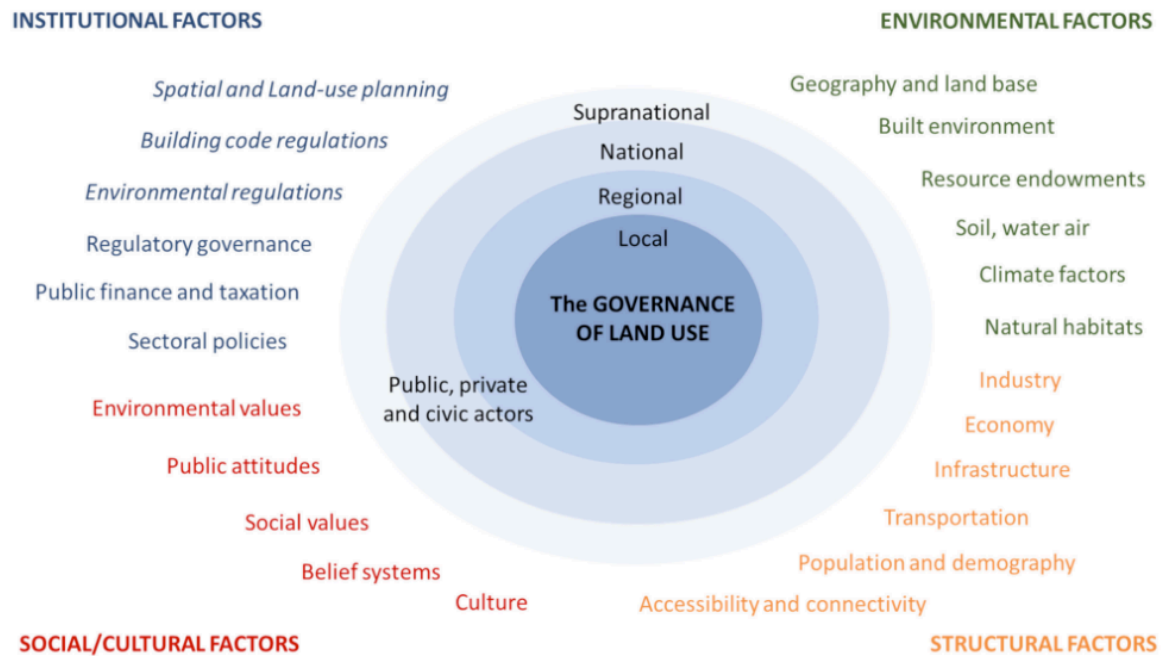 INSTITUTIONAL FACTORS
ENVIRONMENTAL FACTORS
Spatial and Land-use planning
Building code regulations
Environmental regulations
Regulatory governance
Public finance and taxation
Sectoral policies
Geography and land base
Built environment
Resource endowments
Soil, water air
Climate factors
Natural habitats
Supranational
National
Regional
Local
The GOVERNANCE
OF LAND USE
Public, private
and civic actors
Environmental values
Public attitudes
Social values
Belief systems
Culture
Industry
Economy
Infrastructure
Transportation
Population and demography
Accessibility and connectivity
SOCIAL/CULTURAL FACTORS
STRUCTURAL FACTORS